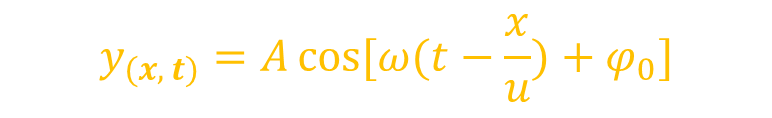 y(x, t) = A cos[ω(t − x/u) + φ₀]